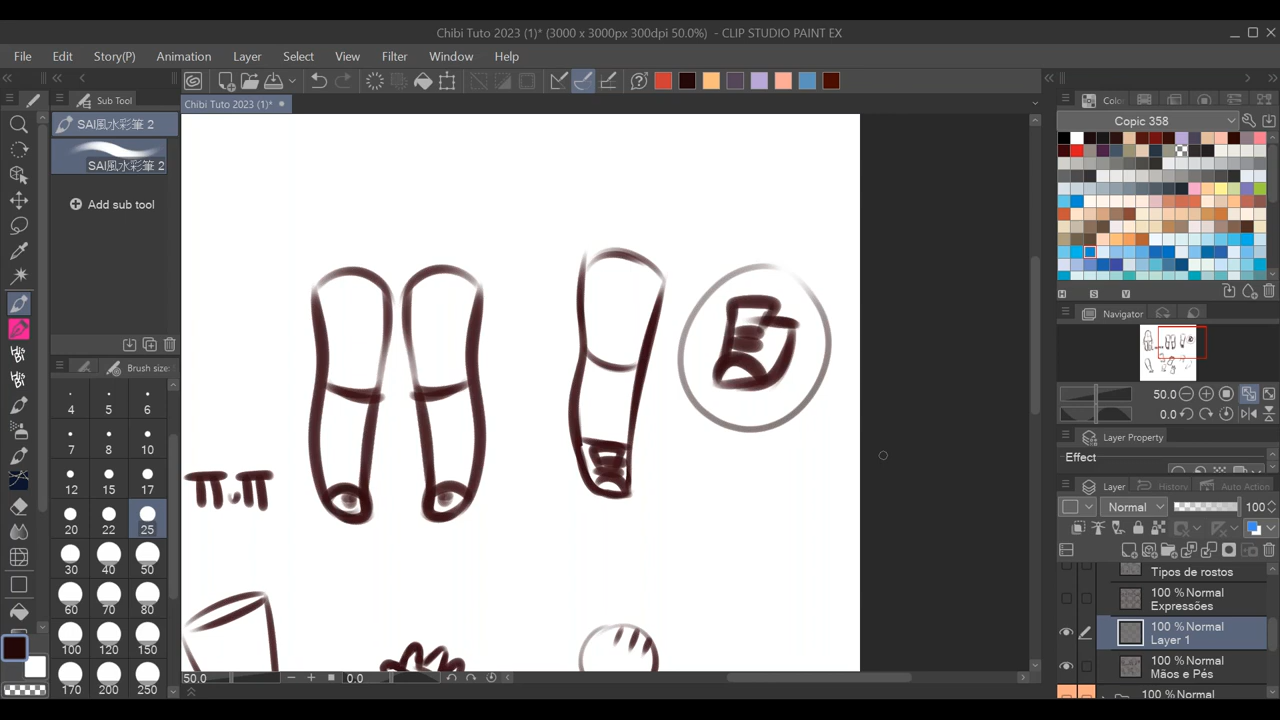 Chibi Tuto 2023 (1)* (3000 x 3000px 300dpi 50.0%)  - CLIP STUDIO PAINT EX
File Edit Story(P) Animation Layer Select View Filter Window Help
Sub Tool
Chibi Tuto 2023 (1)*
Color
SAI風水彩筆 2
Copic 358
SAI風水彩筆 2
Add sub tool
H S V
Navigator
Brush size
4 5 6
50.0
7 8 10
0.0
Layer Property
Effect
12 15 17
Layer History Auto Action
20 22 25
Normal 100
30 40 50
Tipos de rostos
60 70 80
100 %Normal
Expressões
100 120 150
100 %Normal
Layer 1
100 %Normal
Mãos e Pés
170 200 250
50.0 0.0
100 %Normal